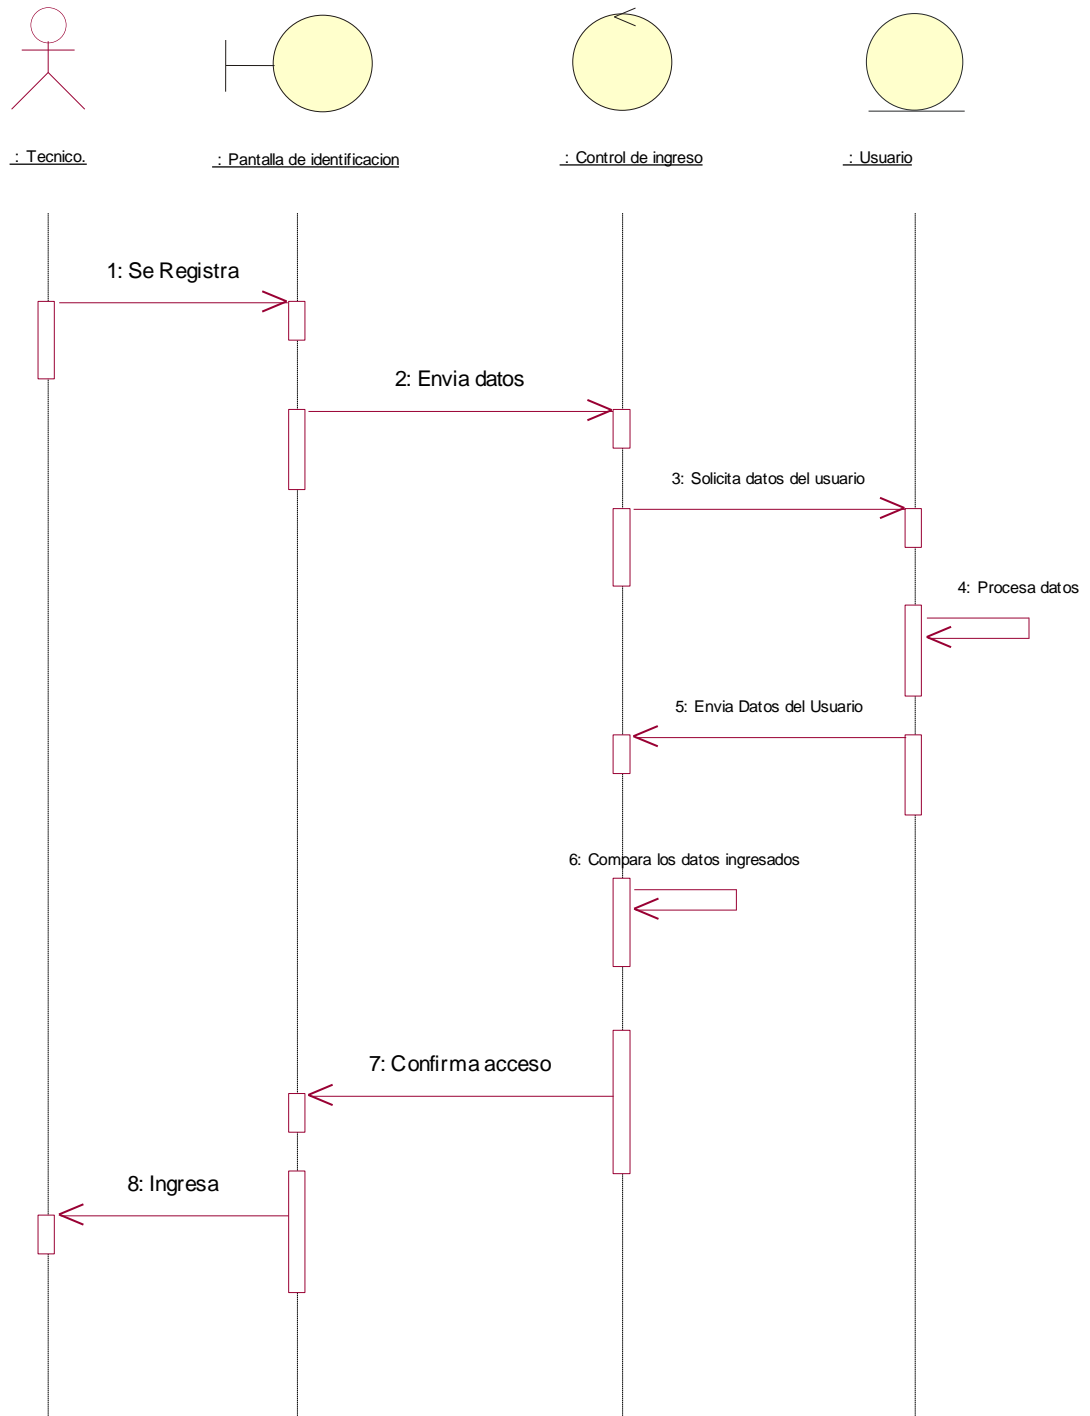 : Tecnico.
: Pantalla de identificacion
: Control de ingreso
: Usuario
1: Se Registra
2: Envia datos
3: Solicita datos del usuario
4: Procesa datos
5: Envia Datos del Usuario
6: Compara los datos ingresados
7: Confirma acceso
8: Ingresa